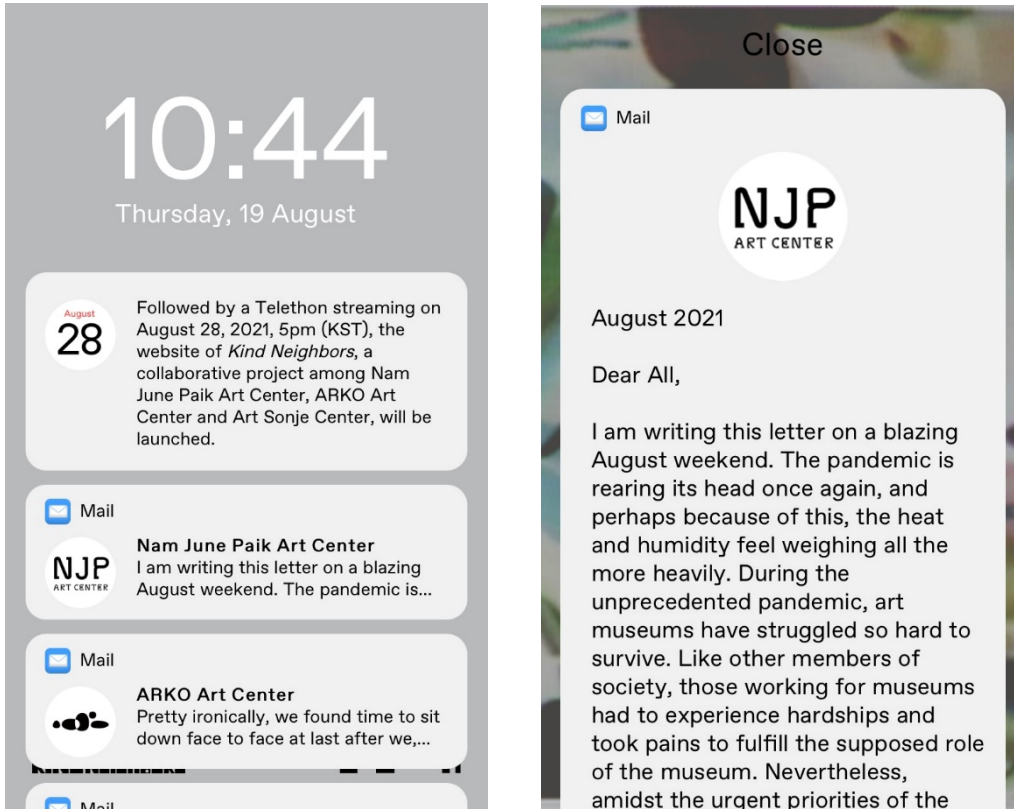 10:44
Thursday, 19 August
August
28
Followed by a Telethon streaming on
August 28, 2021, 5pm (KST), the
website of Kind Neighbors, a
collaborative project among Nam
June Paik Art Center, ARKO Art
Center and Art Sonje Center, will be
launched.
Mail
NJP
ART CENTER
Nam June Paik Art Center
I am writing this letter on a blazing
August weekend. The pandemic is...
Mail
ARKO Art Center
Pretty ironically, we found time to sit
down face to face at last after we,...
Mail
Close
Mail
NJP
ART CENTER
August 2021
Dear All,
I am writing this letter on a blazing
August weekend. The pandemic is
rearing its head once again, and
perhaps because of this, the heat
and humidity feel weighing all the
more heavily. During the
unprecedented pandemic, art
museums have struggled so hard to
survive. Like other members of
society, those working for museums
had to experience hardships and
took pains to fulfill the supposed role
of the museum. Nevertheless,
amidst the urgent priorities of the